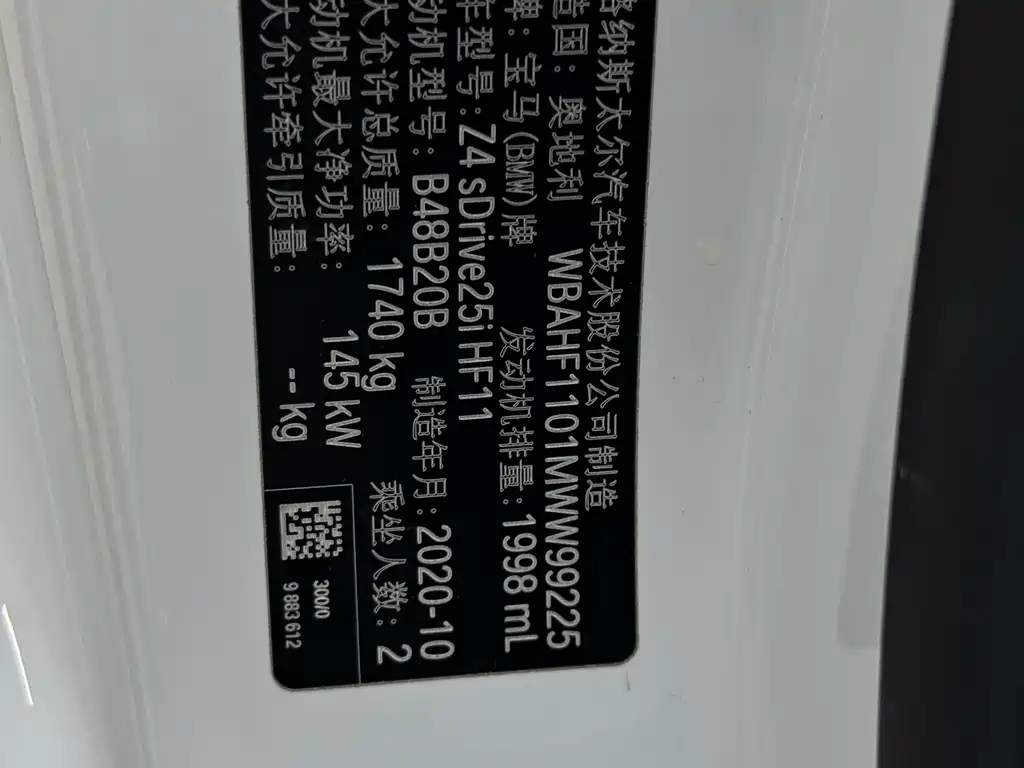 格纳斯太尔汽车技术股份公司制造
造国：奥地利 WBAHF1101MWW99225
牌：宝马(BMW)牌 发动机排量：1998 mL
车型号：Z4 sDrive25i HF11
动机型号：B48B20B 制造年月：2020-10
大允许总质量：1740 kg 乘坐人数：2
动机最大净功率：145 kW
大允许牵引质量：-- kg
300/0
9 883 612